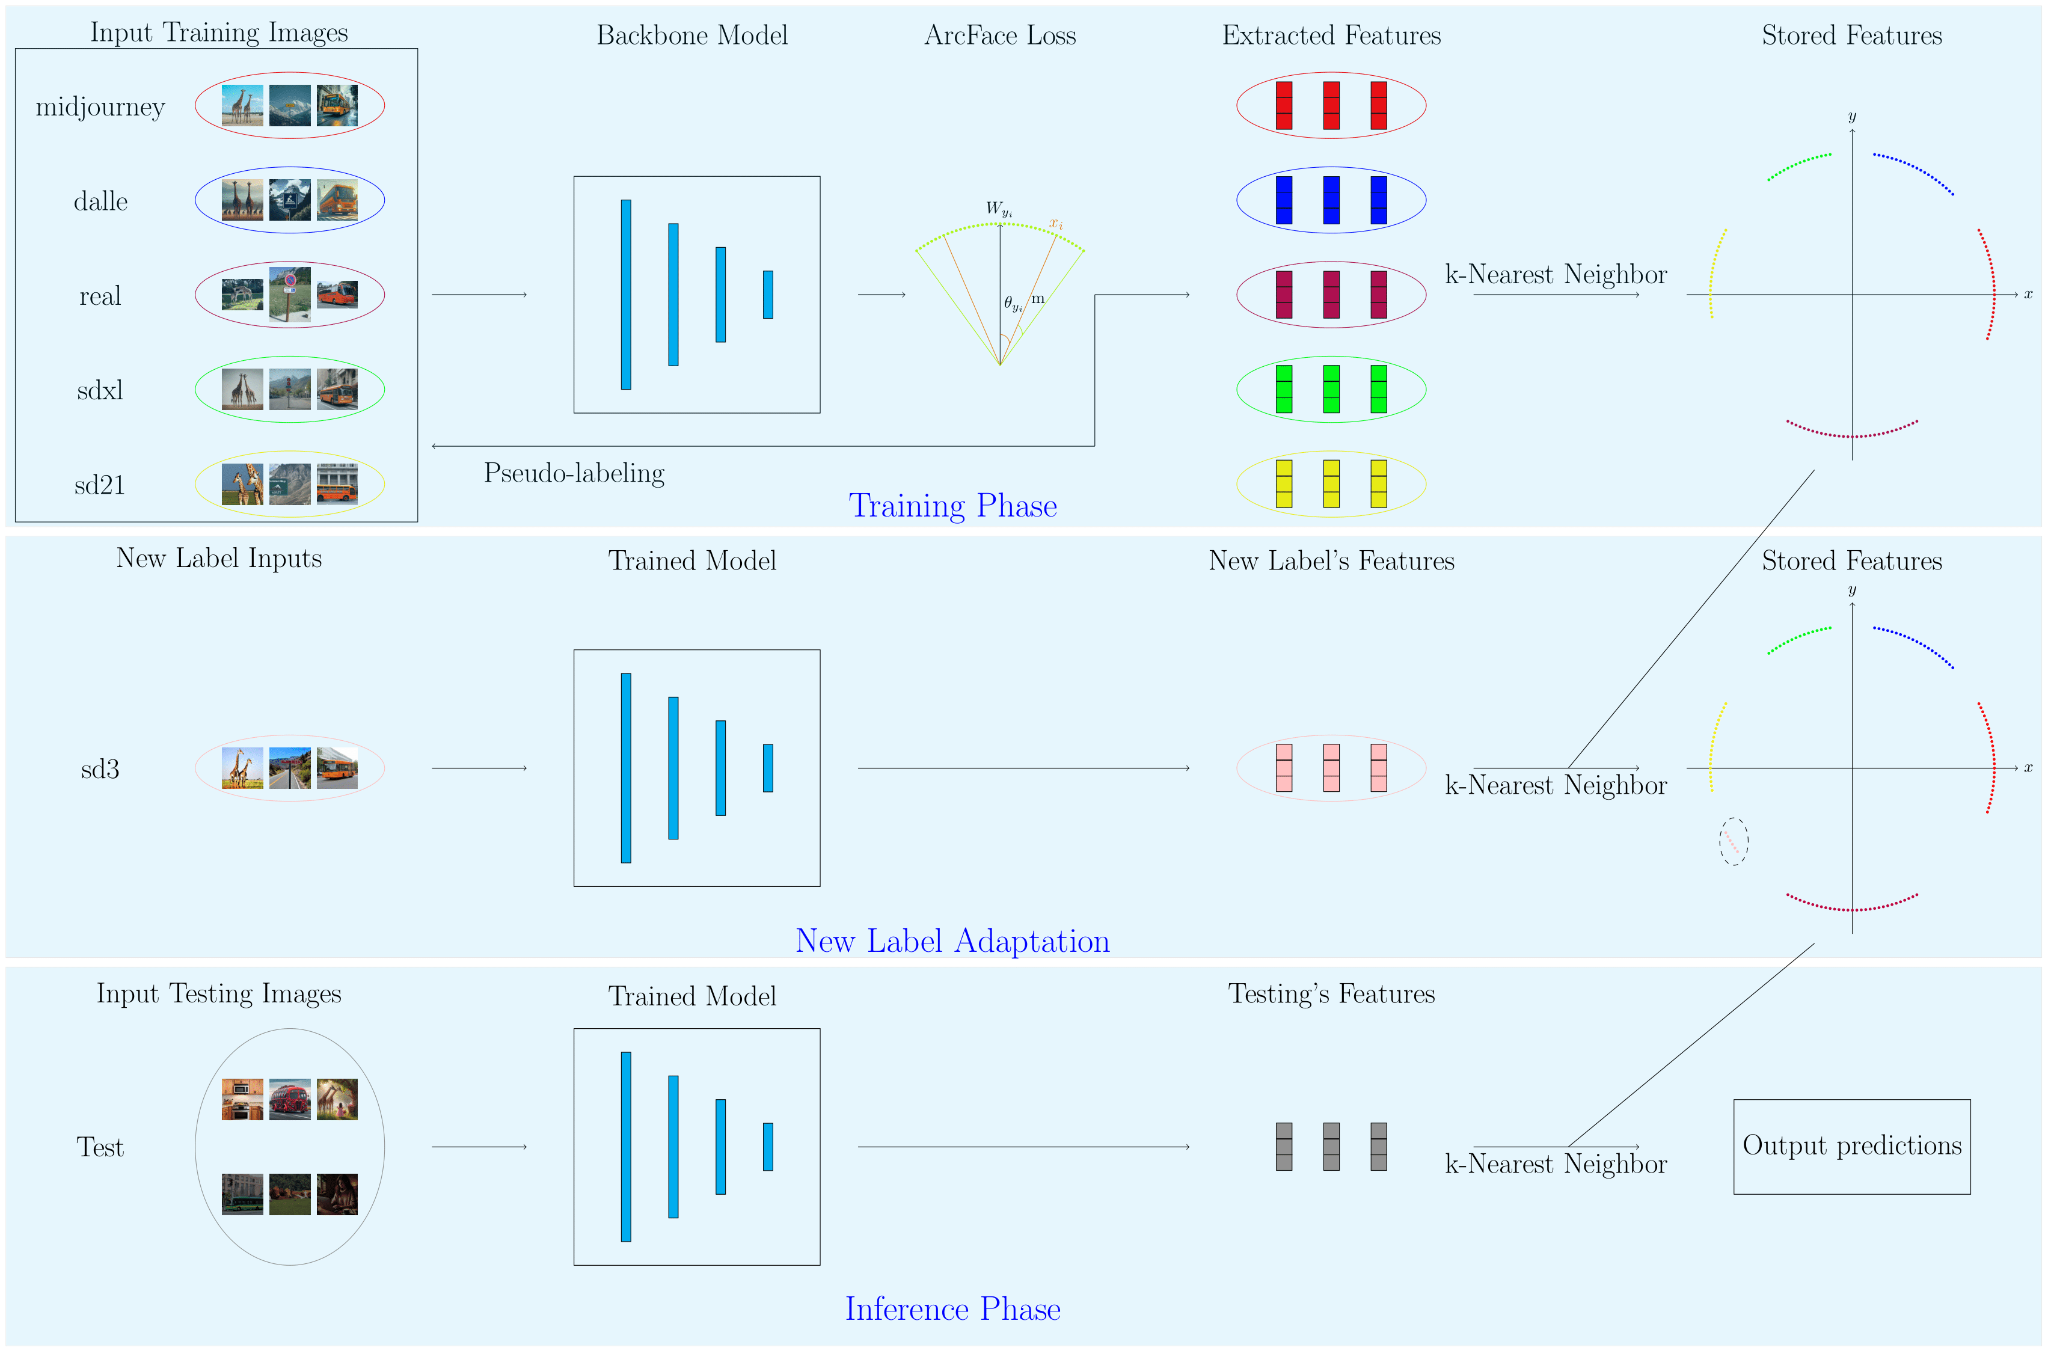 Input Training Images
Backbone Model
ArcFace Loss
Extracted Features
Stored Features
midjourney
dalle
real
sdxl
sd21
W_{y_i}
x_i
θ_{y_i}
m
k-Nearest Neighbor
y
x
Pseudo-labeling
Training Phase
New Label Inputs
Trained Model
New Label's Features
Stored Features
y
x
sd3
k-Nearest Neighbor
New Label Adaptation
Input Testing Images
Trained Model
Testing's Features
Test
k-Nearest Neighbor
Output predictions
Inference Phase